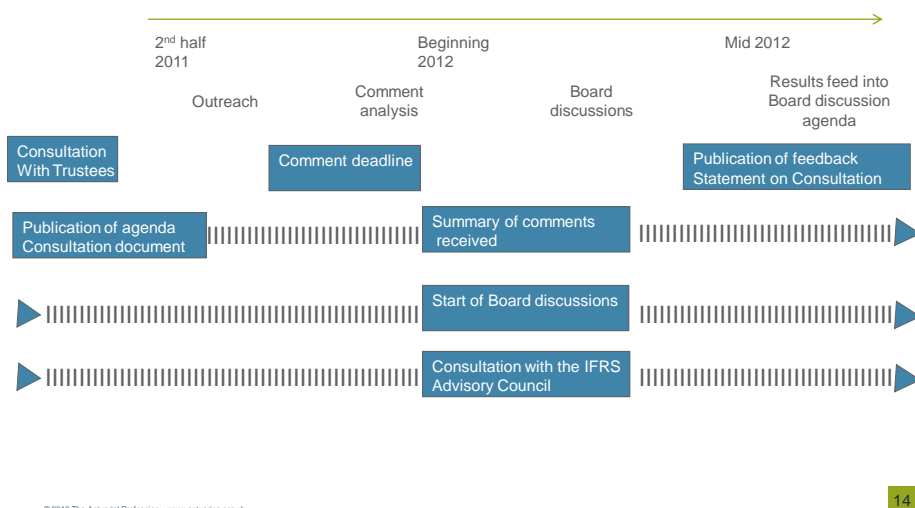 2nd half
2011
Beginning
2012
Mid 2012
Outreach
Comment
analysis
Board
discussions
Results feed into
Board discussion
agenda
Consultation
With Trustees
Comment deadline
Publication of feedback
Statement on Consultation
Publication of agenda
Consultation document
Summary of comments
received
Start of Board discussions
Consultation with the IFRS
Advisory Council
14